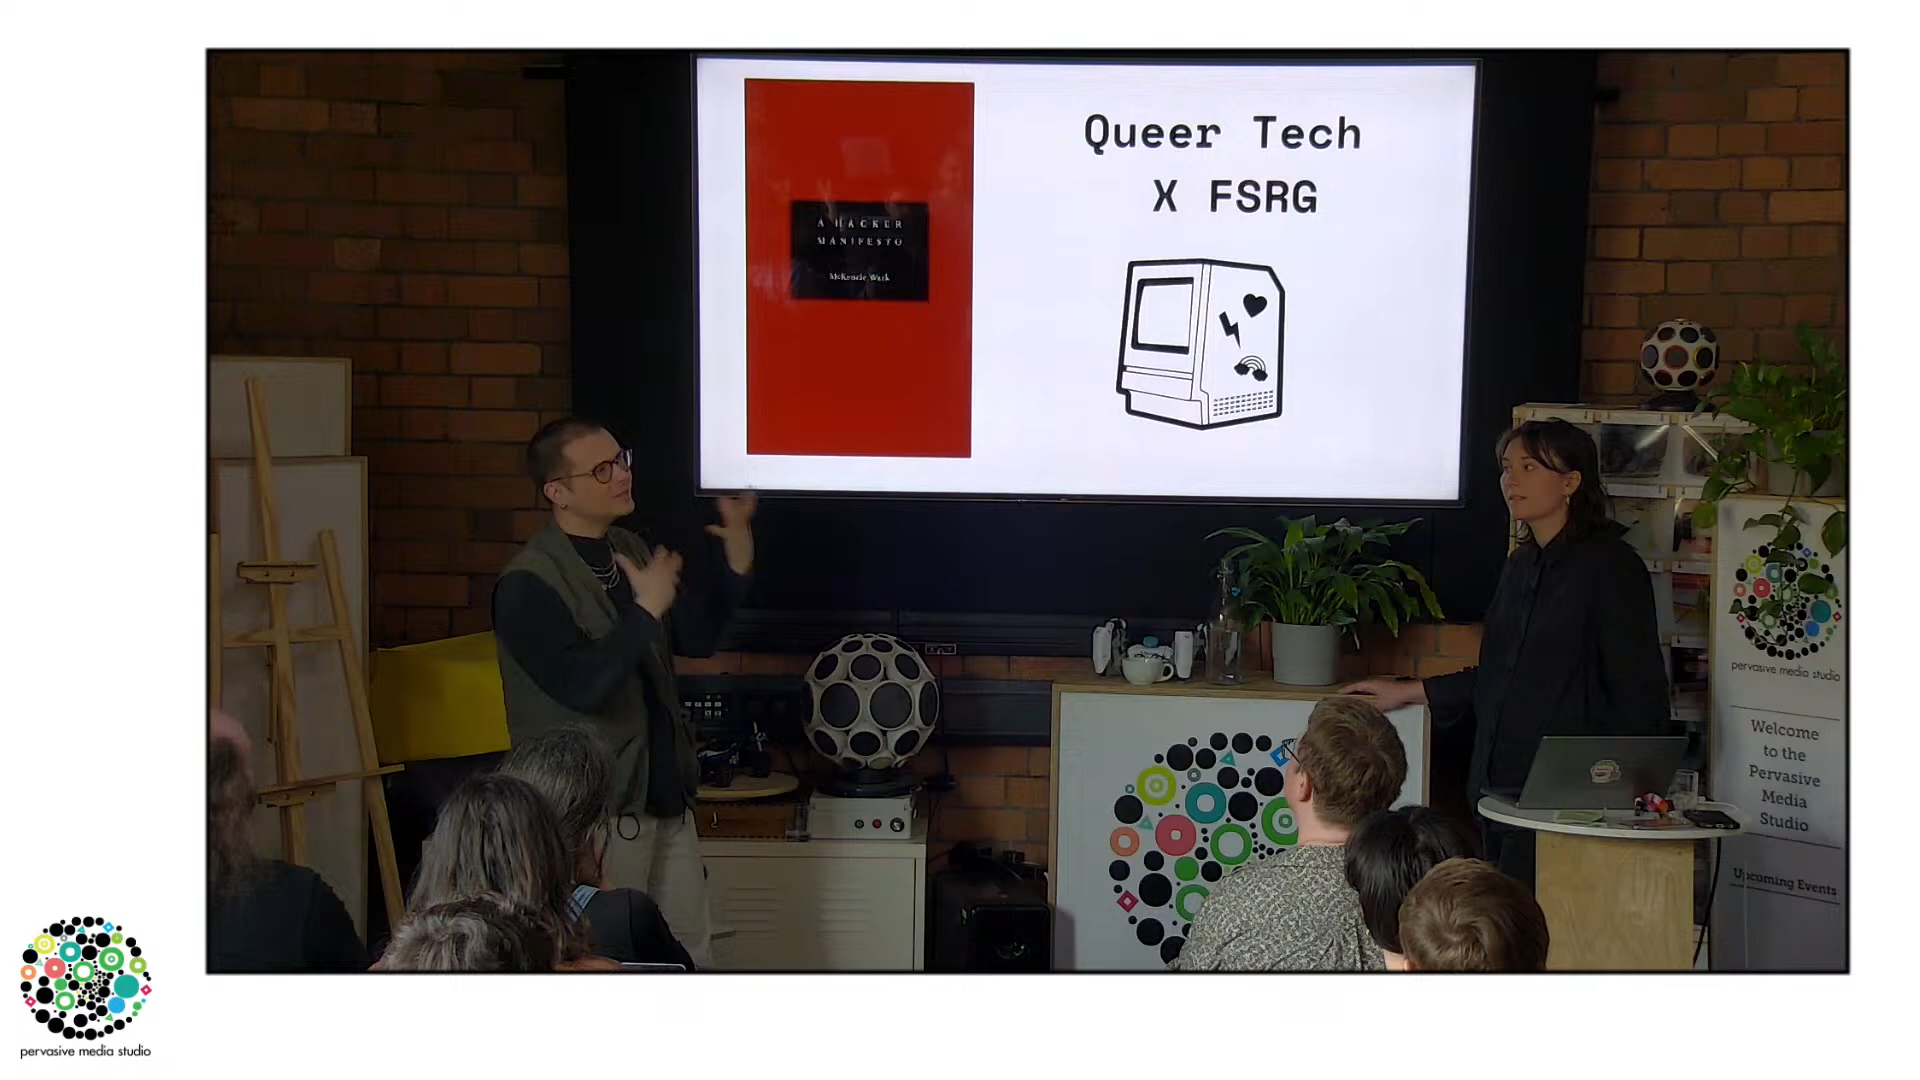 A HACKER
MANIFESTO
McKenzie Wark
Queer Tech
X FSRG
pervasive media studio
Welcome
to the
Pervasive
Media
Studio
Upcoming Events
pervasive media studio